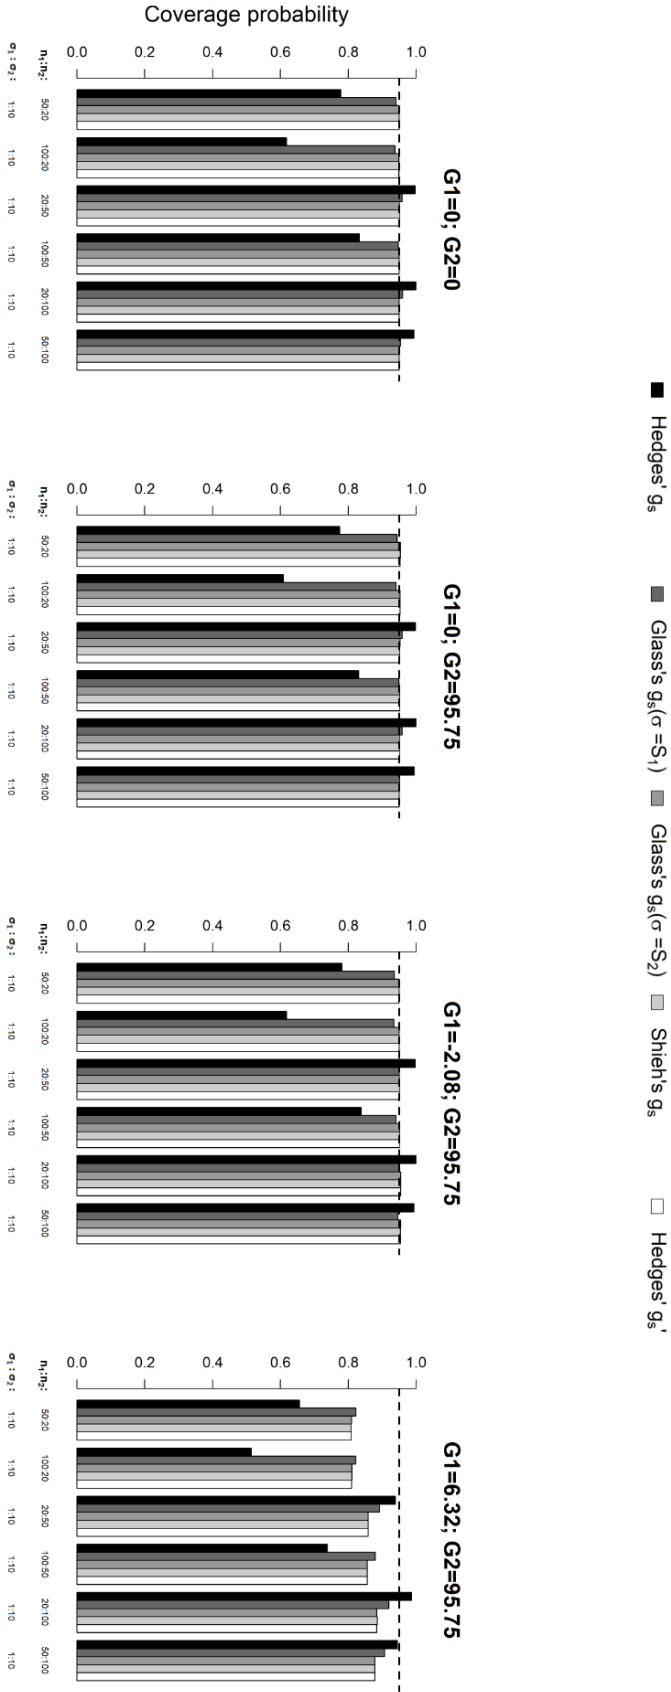 Hedges' gs
Glass's gs(σ =S1)
Glass's gs(σ =S2)
Shieh's gs
Hedges' gs'
G1=0; G2=0
Coverage probability
0.0 0.2 0.4 0.6 0.8 1.0
n1:n2: 50:20 100:20 20:50 100:50 20:100 50:100
σ1 : σ2 : 1:10 1:10 1:10 1:10 1:10 1:10
G1=0; G2=95.75
0.0 0.2 0.4 0.6 0.8 1.0
n1:n2: 50:20 100:20 20:50 100:50 20:100 50:100
σ1 : σ2 : 1:10 1:10 1:10 1:10 1:10 1:10
G1=-2.08; G2=95.75
0.0 0.2 0.4 0.6 0.8 1.0
n1:n2: 50:20 100:20 20:50 100:50 20:100 50:100
σ1 : σ2 : 1:10 1:10 1:10 1:10 1:10 1:10
G1=6.32; G2=95.75
0.0 0.2 0.4 0.6 0.8 1.0
n1:n2: 50:20 100:20 20:50 100:50 20:100 50:100
σ1 : σ2 : 1:10 1:10 1:10 1:10 1:10 1:10